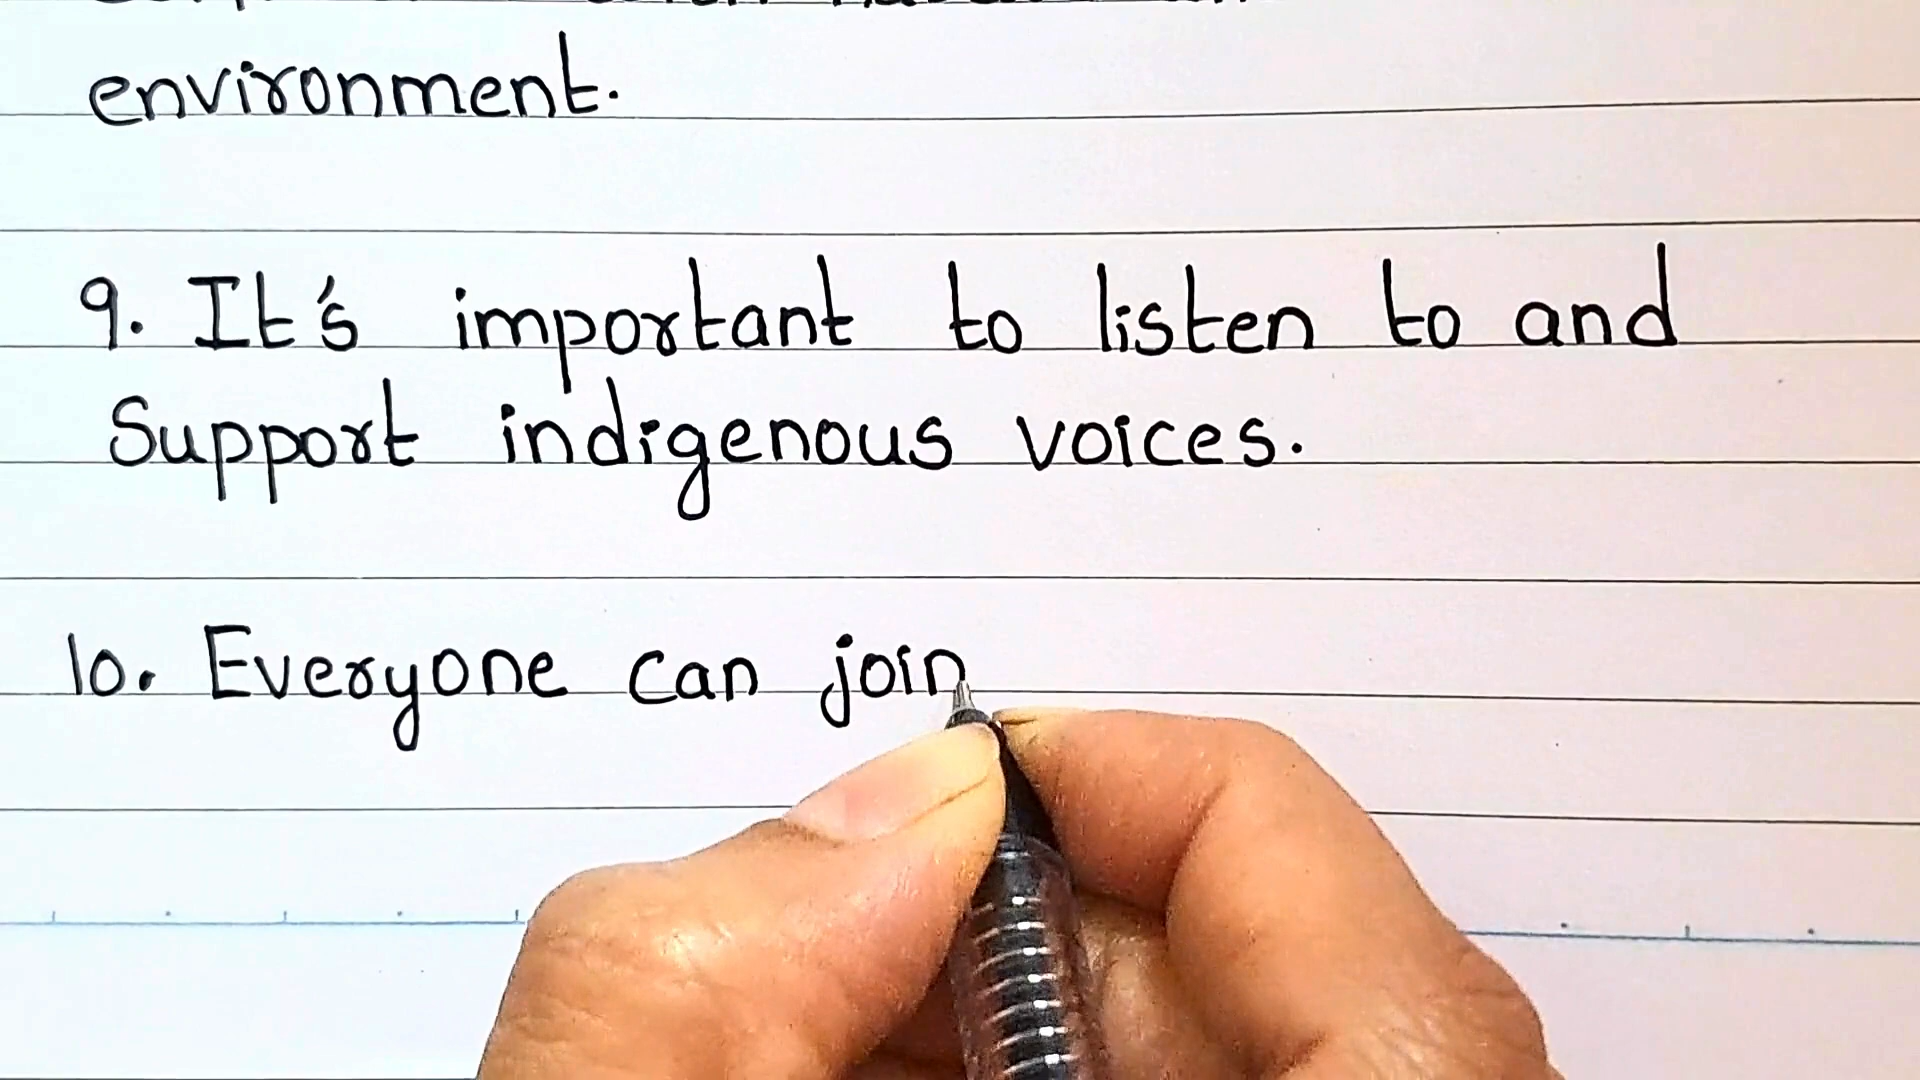 environment.
9. It's important to listen to and
Support indigenous voices.
10. Everyone can join